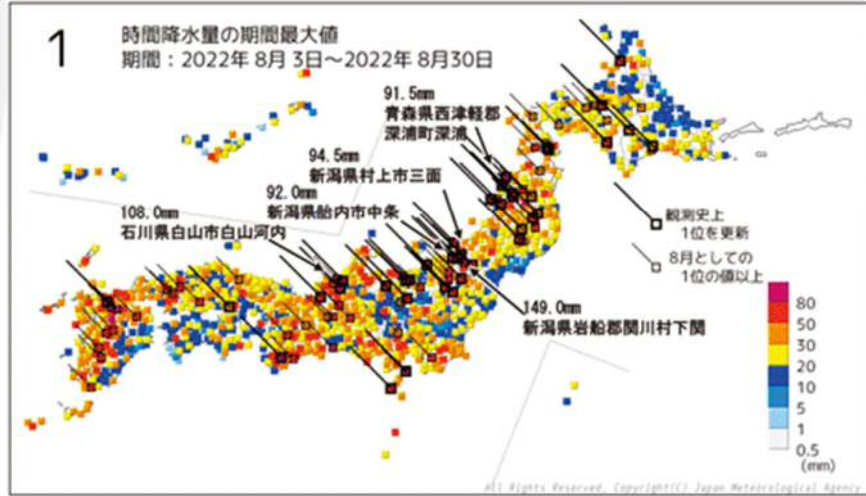 1
時間降水量の期間最大値
期間：2022年 8月 3日～2022年 8月30日
91.5mm
青森県西津軽郡
深浦町深浦
94.5mm
新潟県村上市三面
92.0mm
新潟県胎内市中条
108.0mm
石川県白山市白山河内
観測史上
1位を更新
8月としての
1位の値以上
149.0mm
新潟県岩船郡関川村下関
80
50
30
20
10
5
1
0.5
(mm)
All Rights Reserved, Copyright(C) Japan Meteorological Agency